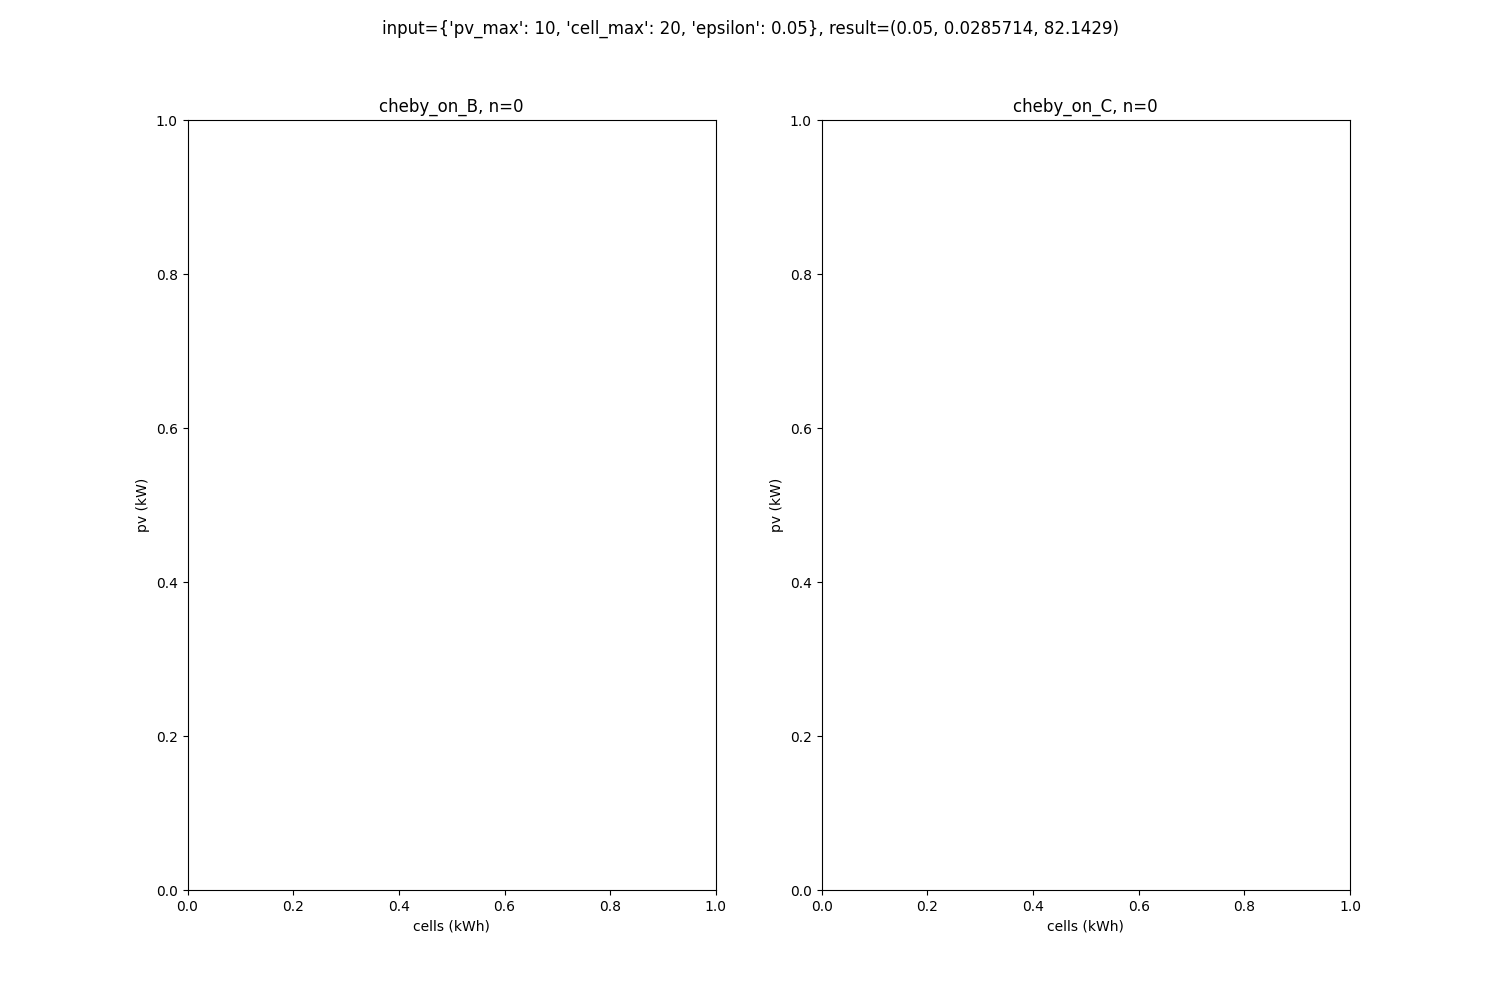 input={'pv_max': 10, 'cell_max': 20, 'epsilon': 0.05}, result=(0.05, 0.0285714, 82.1429)
cheby_on_B, n=0
1.0
0.8
0.6
0.4
0.2
0.0
pv (kW)
0.0 0.2 0.4 0.6 0.8 1.0
cells (kWh)
cheby_on_C, n=0
1.0
0.8
0.6
0.4
0.2
0.0
pv (kW)
0.0 0.2 0.4 0.6 0.8 1.0
cells (kWh)